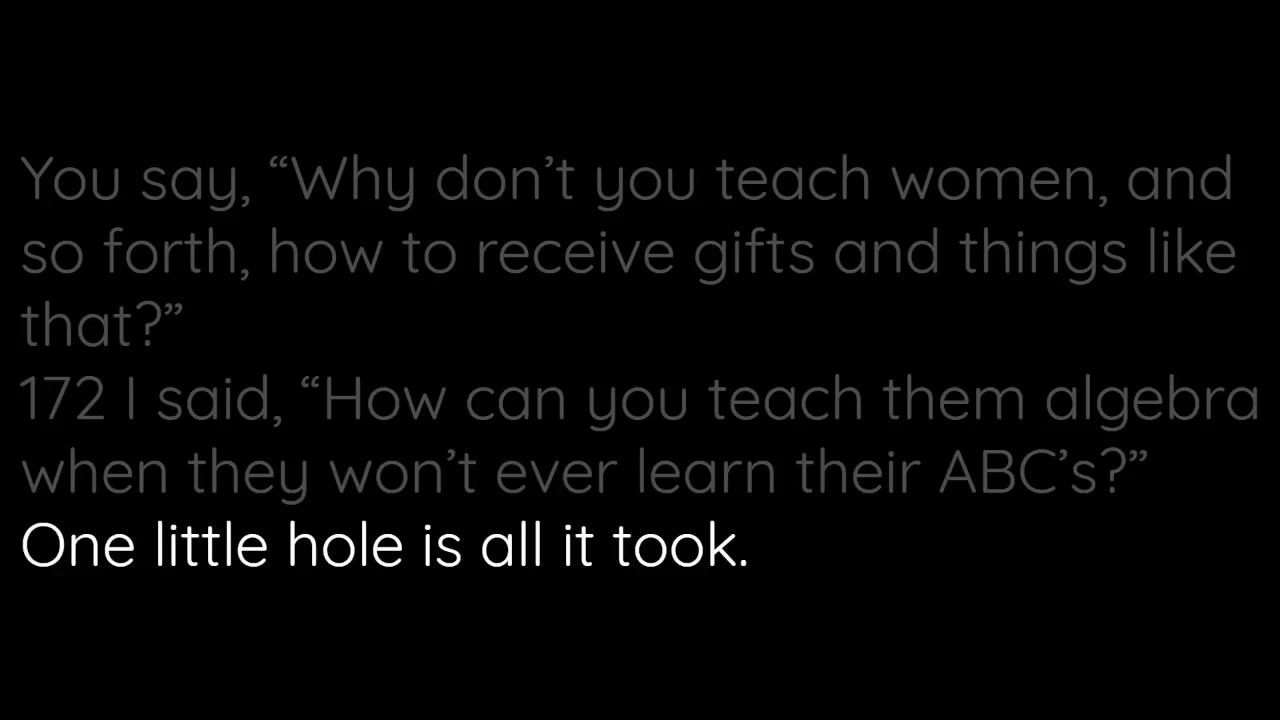 You say, “Why don’t you teach women, and
so forth, how to receive gifts and things like
that?”
172 I said, “How can you teach them algebra
when they won’t ever learn their ABC’s?”
One little hole is all it took.